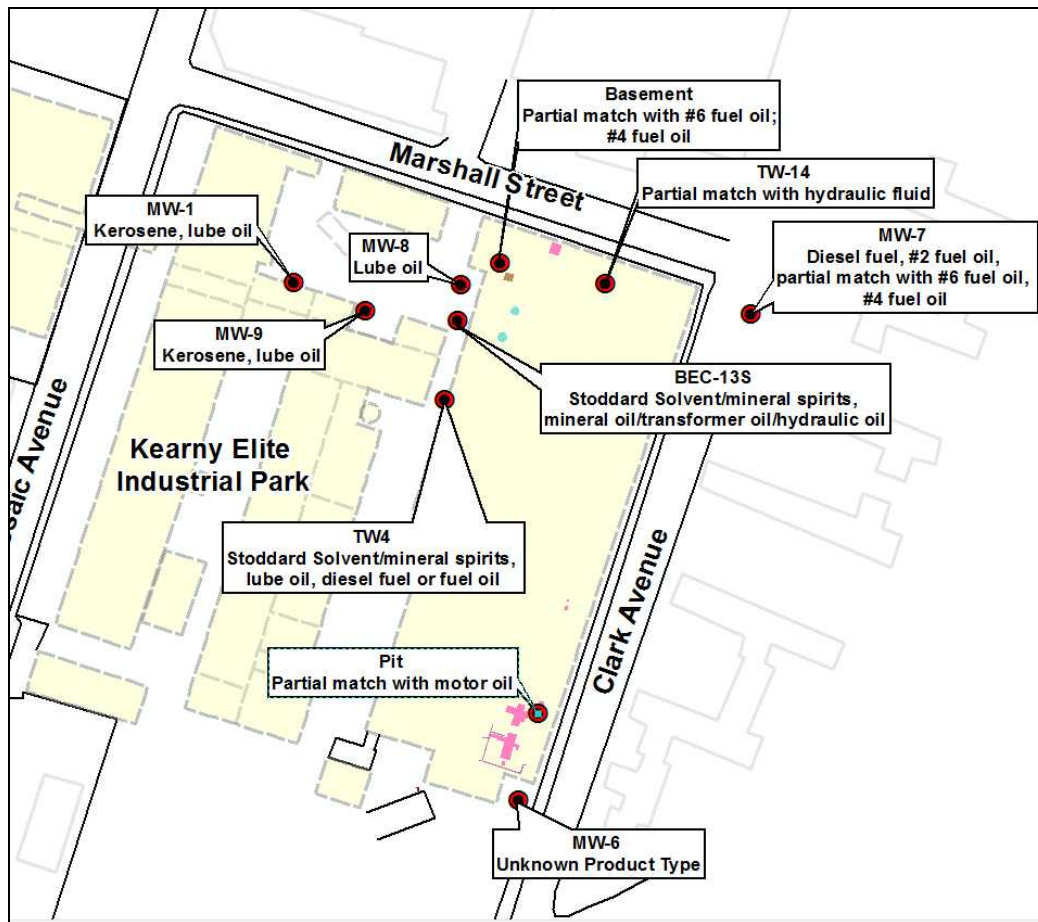 Basement
Partial match with #6 fuel oil;
#4 fuel oil
Marshall Street
TW-14
Partial match with hydraulic fluid
MW-1
Kerosene, lube oil
MW-8
Lube oil
MW-7
Diesel fuel, #2 fuel oil,
partial match with #6 fuel oil,
#4 fuel oil
MW-9
Kerosene, lube oil
BEC-13S
Stoddard Solvent/mineral spirits,
mineral oil/transformer oil/hydraulic oil
Kearny Elite
Industrial Park
saic Avenue
TW4
Stoddard Solvent/mineral spirits,
lube oil, diesel fuel or fuel oil
Clark Avenue
Pit
Partial match with motor oil
MW-6
Unknown Product Type